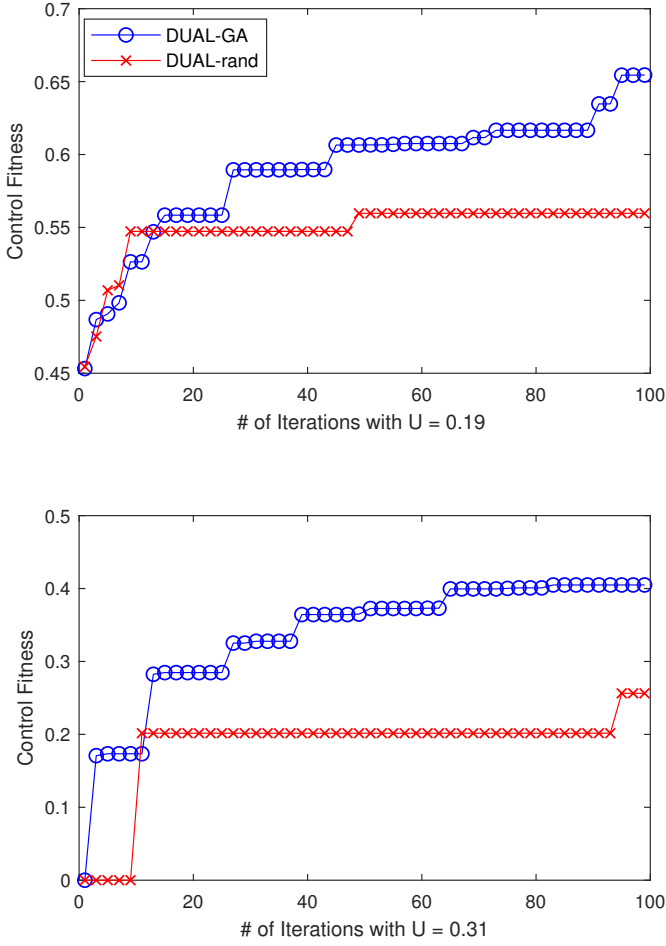 0.7
DUAL-GA
DUAL-rand
0.65
0.6
0.55
0.5
0.45
Control Fitness
0 20 40 60 80 100
# of Iterations with U = 0.19
0.5
0.4
0.3
0.2
0.1
0
Control Fitness
0 20 40 60 80 100
# of Iterations with U = 0.31